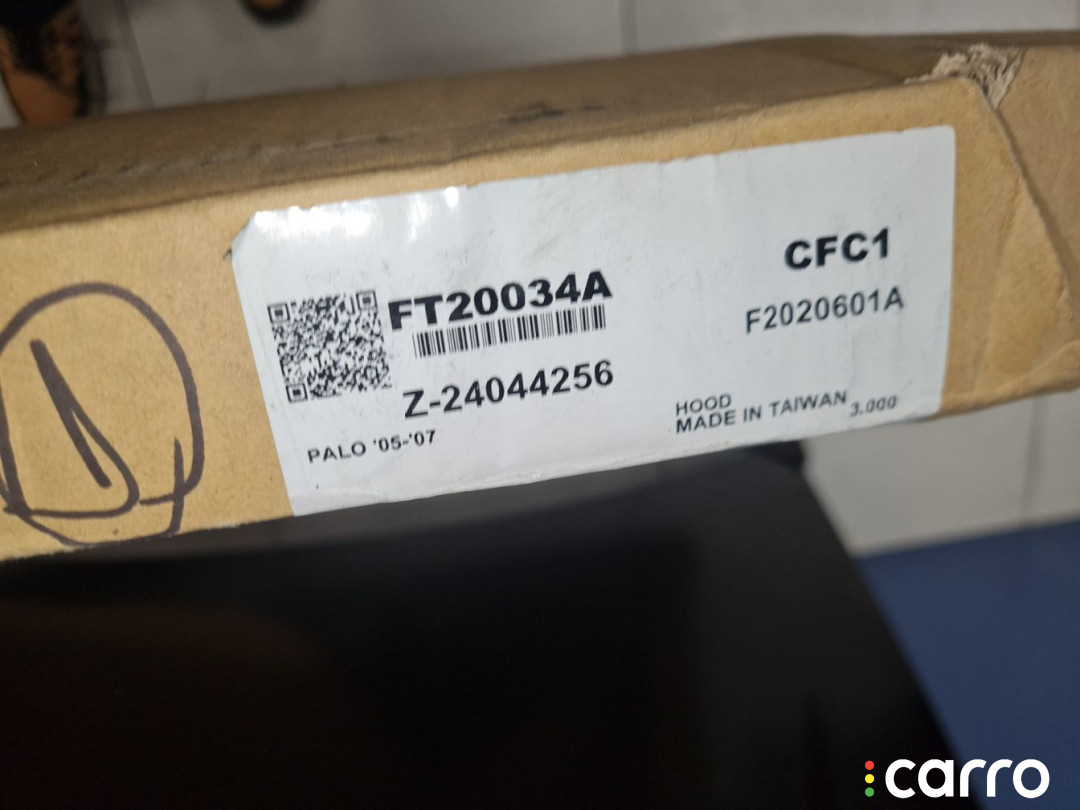 CFC1
FT20034A
F2020601A
Z-24044256
HOOD
MADE IN TAIWAN 3.000
PALO '05-'07
carro